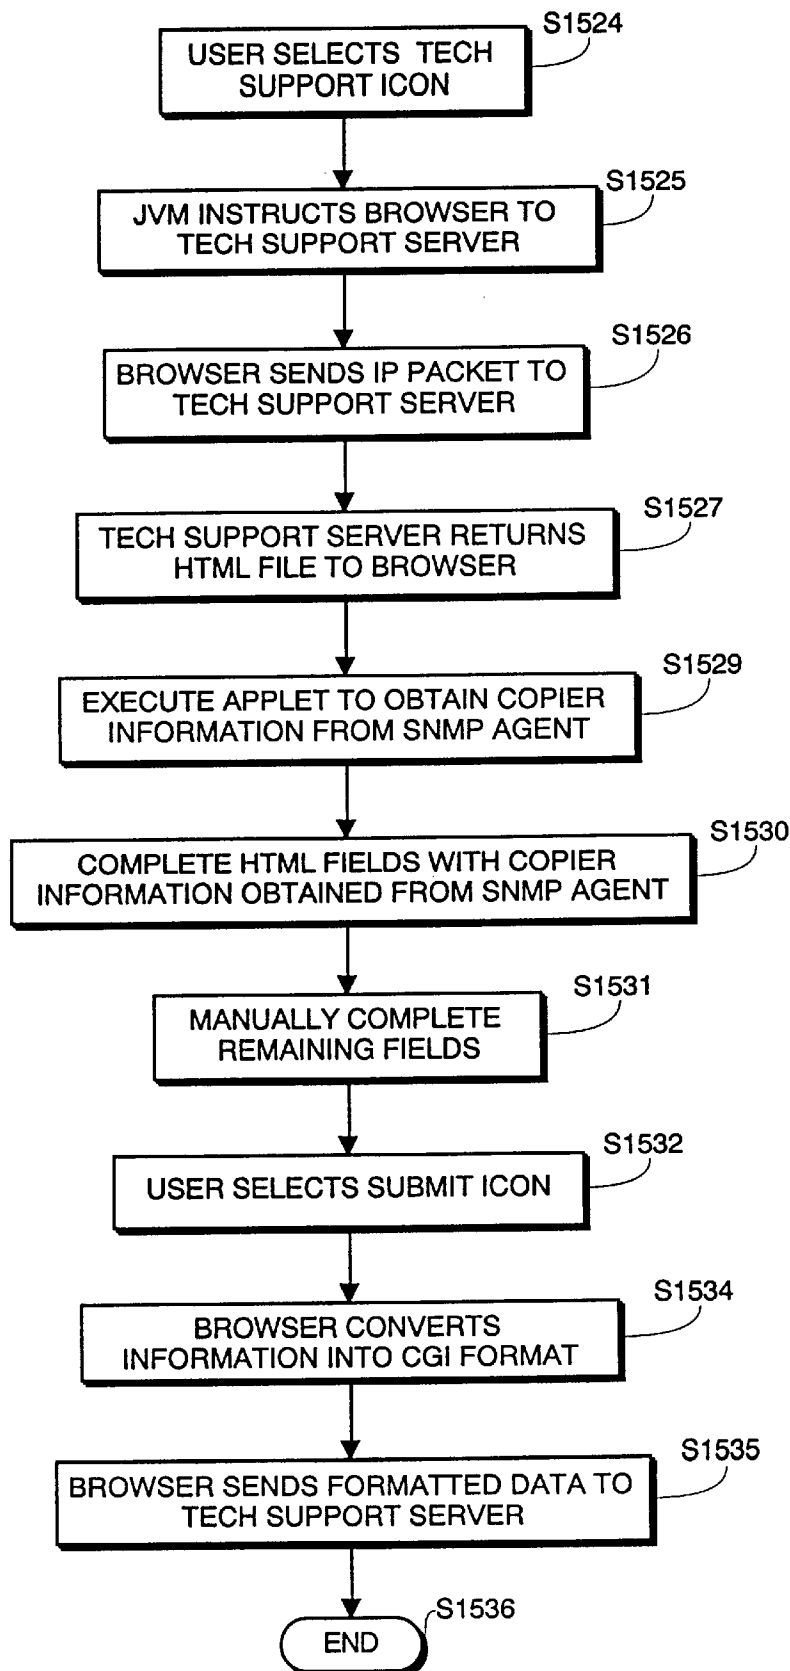 S1524
USER SELECTS TECH
SUPPORT ICON
S1525
JVM INSTRUCTS BROWSER TO
TECH SUPPORT SERVER
S1526
BROWSER SENDS IP PACKET TO
TECH SUPPORT SERVER
S1527
TECH SUPPORT SERVER RETURNS
HTML FILE TO BROWSER
S1529
EXECUTE APPLET TO OBTAIN COPIER
INFORMATION FROM SNMP AGENT
S1530
COMPLETE HTML FIELDS WITH COPIER
INFORMATION OBTAINED FROM SNMP AGENT
S1531
MANUALLY COMPLETE
REMAINING FIELDS
S1532
USER SELECTS SUBMIT ICON
S1534
BROWSER CONVERTS
INFORMATION INTO CGI FORMAT
S1535
BROWSER SENDS FORMATTED DATA TO
TECH SUPPORT SERVER
S1536
END